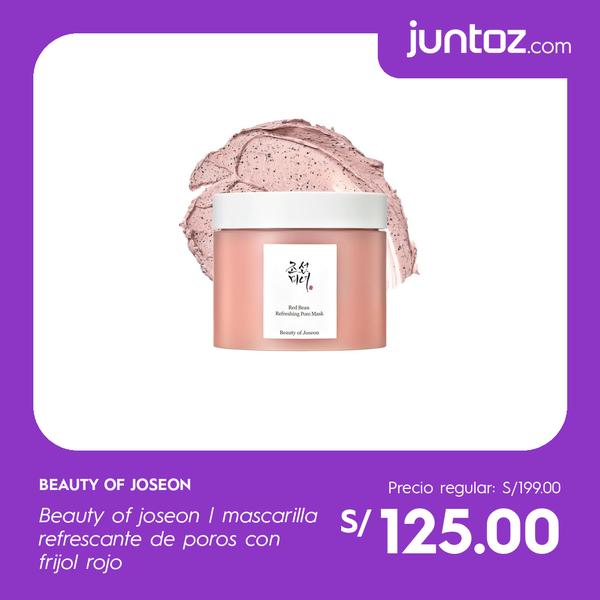 juntoz.com
조선
미녀
Red Bean
Refreshing Pore Mask
Beauty of Joseon
BEAUTY OF JOSEON
Beauty of joseon | mascarilla
refrescante de poros con
frijol rojo
Precio regular: S/199.00
S/125.00